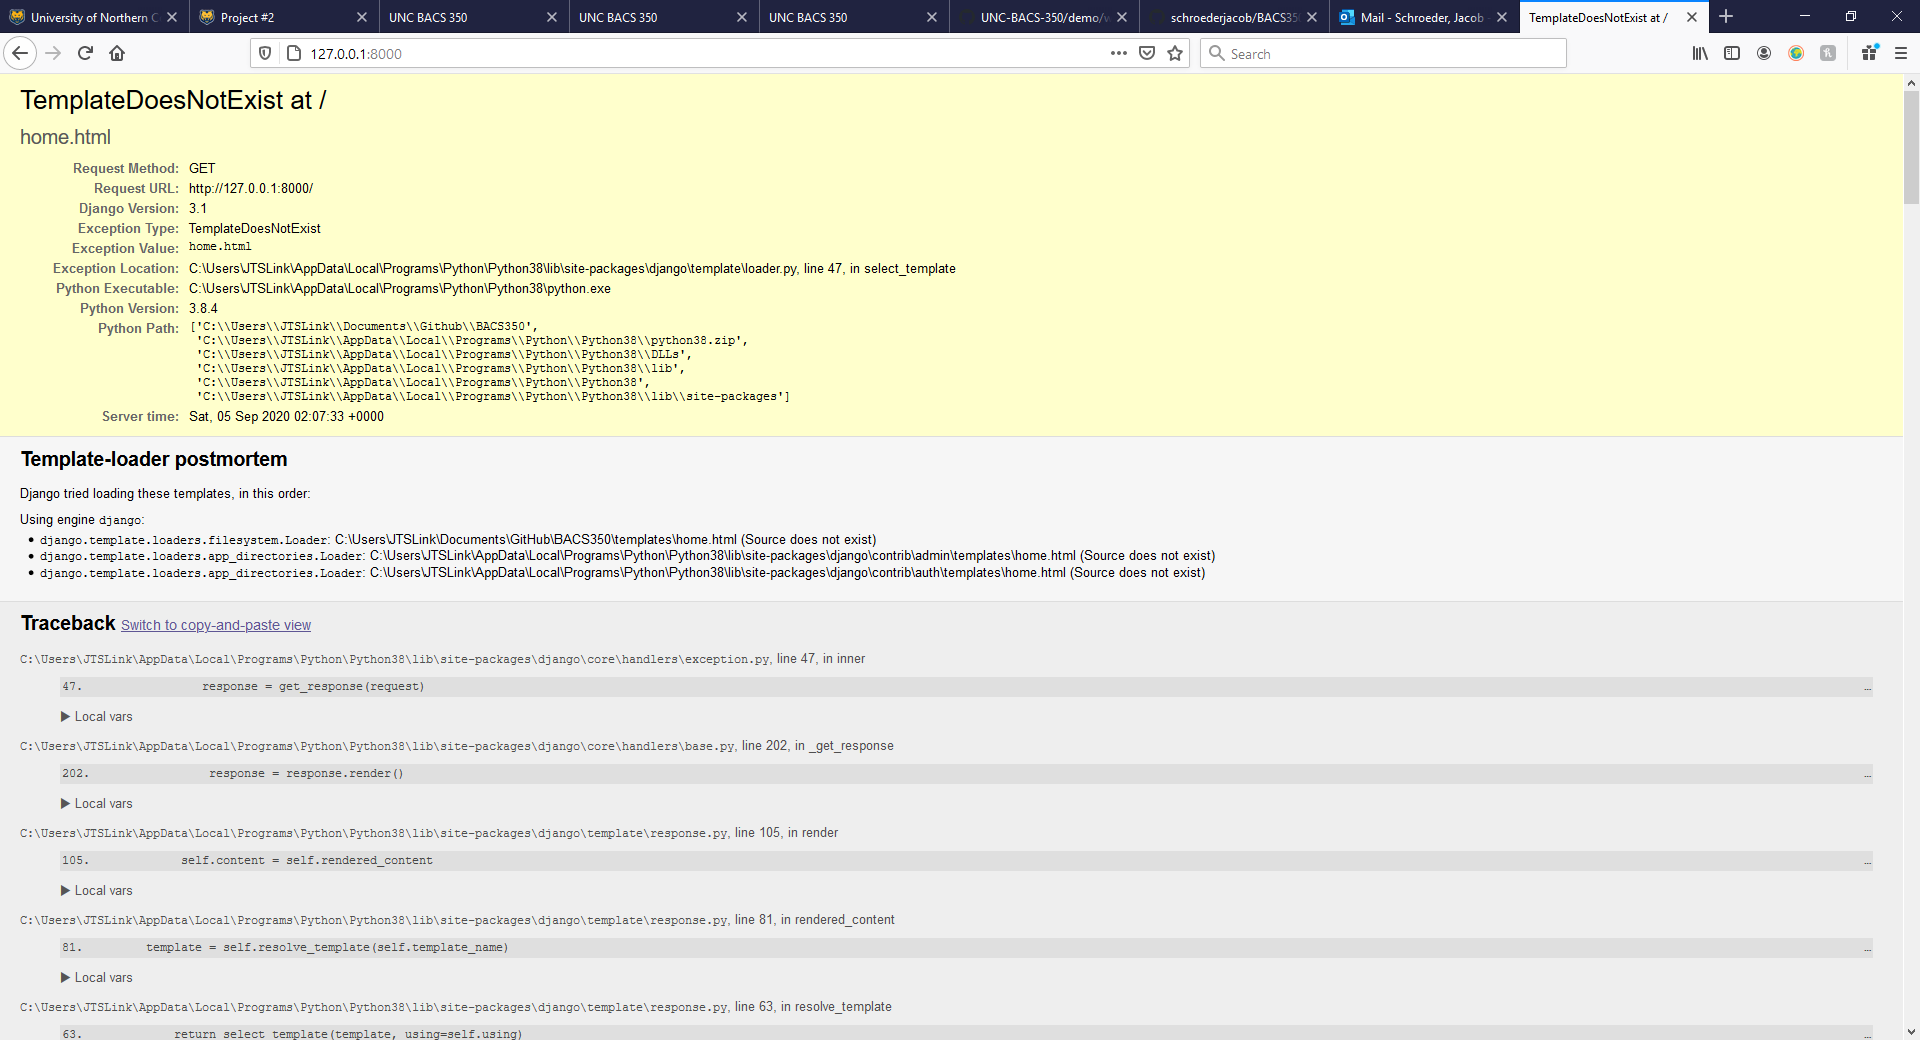 University of Northern C
Project #2
UNC BACS 350
UNC BACS 350
UNC BACS 350
UNC-BACS-350/demo/w
schroederjacob/BACS35
Mail - Schroeder, Jacob
TemplateDoesNotExist at /
127.0.0.1:8000
Search
TemplateDoesNotExist at /
home.html
Request Method: GET
Request URL: http://127.0.0.1:8000/
Django Version: 3.1
Exception Type: TemplateDoesNotExist
Exception Value: home.html
Exception Location: C:\Users\JTSLink\AppData\Local\Programs\Python\Python38\lib\site-packages\django\template\loader.py, line 47, in select_template
Python Executable: C:\Users\JTSLink\AppData\Local\Programs\Python\Python38\python.exe
Python Version: 3.8.4
Python Path: ['C:\\Users\\JTSLink\\Documents\\Github\\BACS350',
'C:\\Users\\JTSLink\\AppData\\Local\\Programs\\Python\\Python38\\python38.zip',
'C:\\Users\\JTSLink\\AppData\\Local\\Programs\\Python\\Python38\\DLLs',
'C:\\Users\\JTSLink\\AppData\\Local\\Programs\\Python\\Python38\\lib',
'C:\\Users\\JTSLink\\AppData\\Local\\Programs\\Python\\Python38',
'C:\\Users\\JTSLink\\AppData\\Local\\Programs\\Python\\Python38\\lib\\site-packages']
Server time: Sat, 05 Sep 2020 02:07:33 +0000
Template-loader postmortem
Django tried loading these templates, in this order:
Using engine django:
• django.template.loaders.filesystem.Loader: C:\Users\JTSLink\Documents\GitHub\BACS350\templates\home.html (Source does not exist)
• django.template.loaders.app_directories.Loader: C:\Users\JTSLink\AppData\Local\Programs\Python\Python38\lib\site-packages\django\contrib\admin\templates\home.html (Source does not exist)
• django.template.loaders.app_directories.Loader: C:\Users\JTSLink\AppData\Local\Programs\Python\Python38\lib\site-packages\django\contrib\auth\templates\home.html (Source does not exist)
Traceback Switch to copy-and-paste view
C:\Users\JTSLink\AppData\Local\Programs\Python\Python38\lib\site-packages\django\core\handlers\exception.py, line 47, in inner
47. response = get_response(request) …
▶ Local vars
C:\Users\JTSLink\AppData\Local\Programs\Python\Python38\lib\site-packages\django\core\handlers\base.py, line 202, in _get_response
202. response = response.render() …
▶ Local vars
C:\Users\JTSLink\AppData\Local\Programs\Python\Python38\lib\site-packages\django\template\response.py, line 105, in render
105. self.content = self.rendered_content …
▶ Local vars
C:\Users\JTSLink\AppData\Local\Programs\Python\Python38\lib\site-packages\django\template\response.py, line 81, in rendered_content
81. template = self.resolve_template(self.template_name) …
▶ Local vars
C:\Users\JTSLink\AppData\Local\Programs\Python\Python38\lib\site-packages\django\template\response.py, line 63, in resolve_template
63. return select_template(template, using=self.using) …